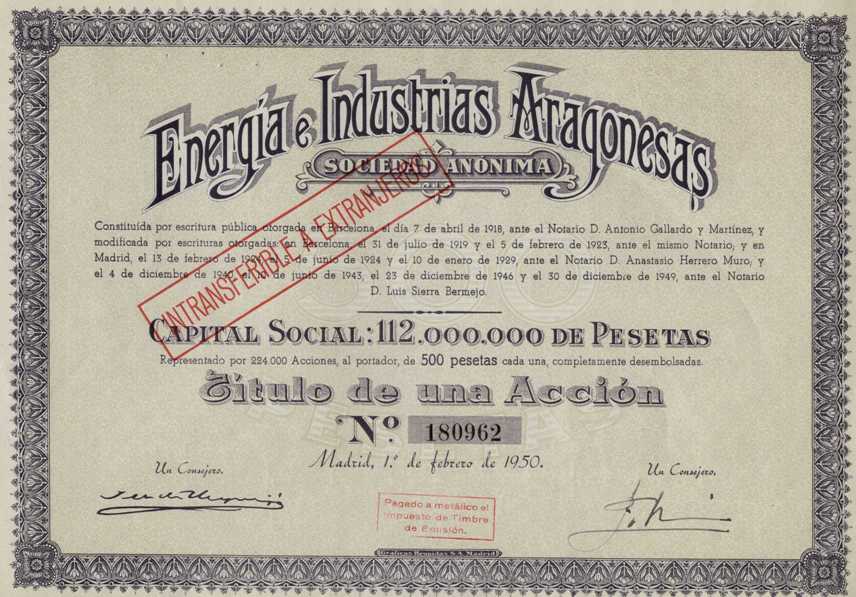 Energía e Industrias Aragonesas
SOCIEDAD ANÓNIMA
INTRANSFERIBLE A EXTRANJEROS
Constituída por escritura pública otorgada en Barcelona, el día 7 de abril de 1918, ante el Notario D. Antonio Gallardo y Martínez, y
modificada por escrituras otorgadas: en Barcelona, el 31 de julio de 1919 y el 5 de febrero de 1923, ante el mismo Notario; y en
Madrid, el 13 de febrero de el 5 de junio de 1924 y el 10 de enero de 1929, ante el Notario D. Anastasio Herrero Muro; y
el 4 de diciembre de 1940, el 10 de junio de 1943, el 23 de diciembre de 1946 y el 30 de diciembre de 1949, ante el Notario
D. Luis Sierra Bermejo.
CAPITAL SOCIAL: 112.000.000 DE PESETAS
Representado por 224.000 Acciones, al portador, de 500 pesetas cada una, completamente desembolsadas.
Título de una Acción
Nº 180962
Madrid, 1.º de febrero de 1950.
Un Consejero,
Un Consejero,
Pagado a metálico el
impuesto de Timbre
de Emisión.
Gráficas Reunidas, S. A. Madrid